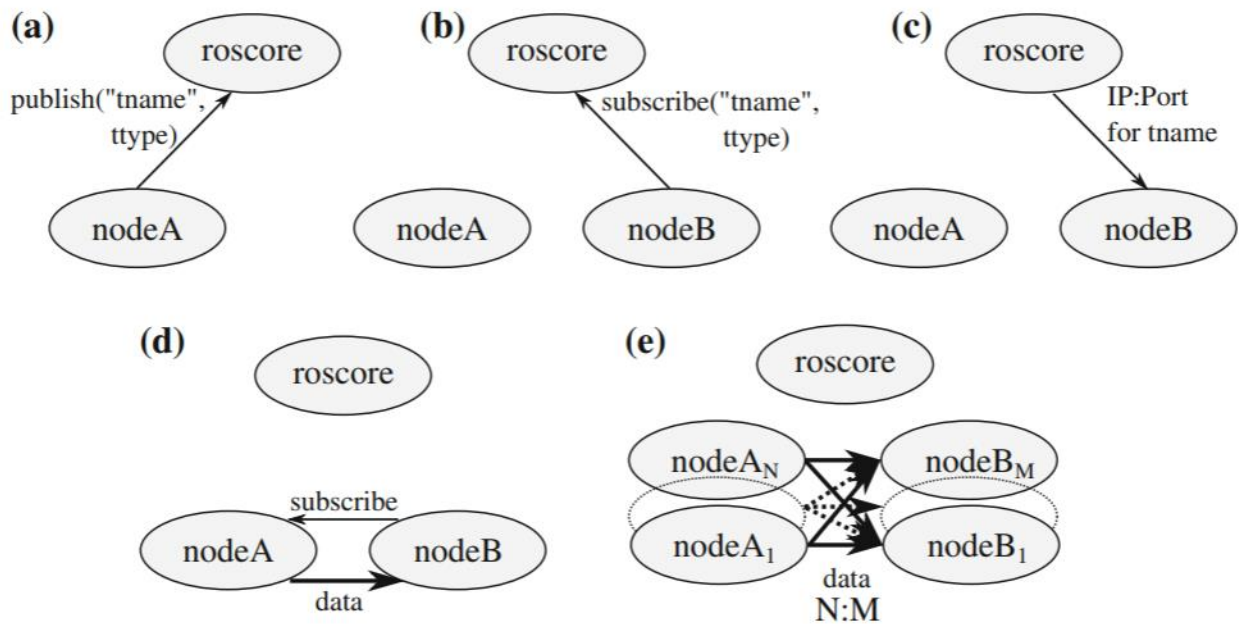 (a)
roscore
publish("tname",
ttype)
nodeA
(b)
roscore
subscribe("tname",
ttype)
nodeA
nodeB
(c)
roscore
IP:Port
for tname
nodeA
nodeB
(d)
roscore
subscribe
nodeA
nodeB
data
(e)
roscore
nodeA_N
nodeB_M
nodeA_1
nodeB_1
data
N:M